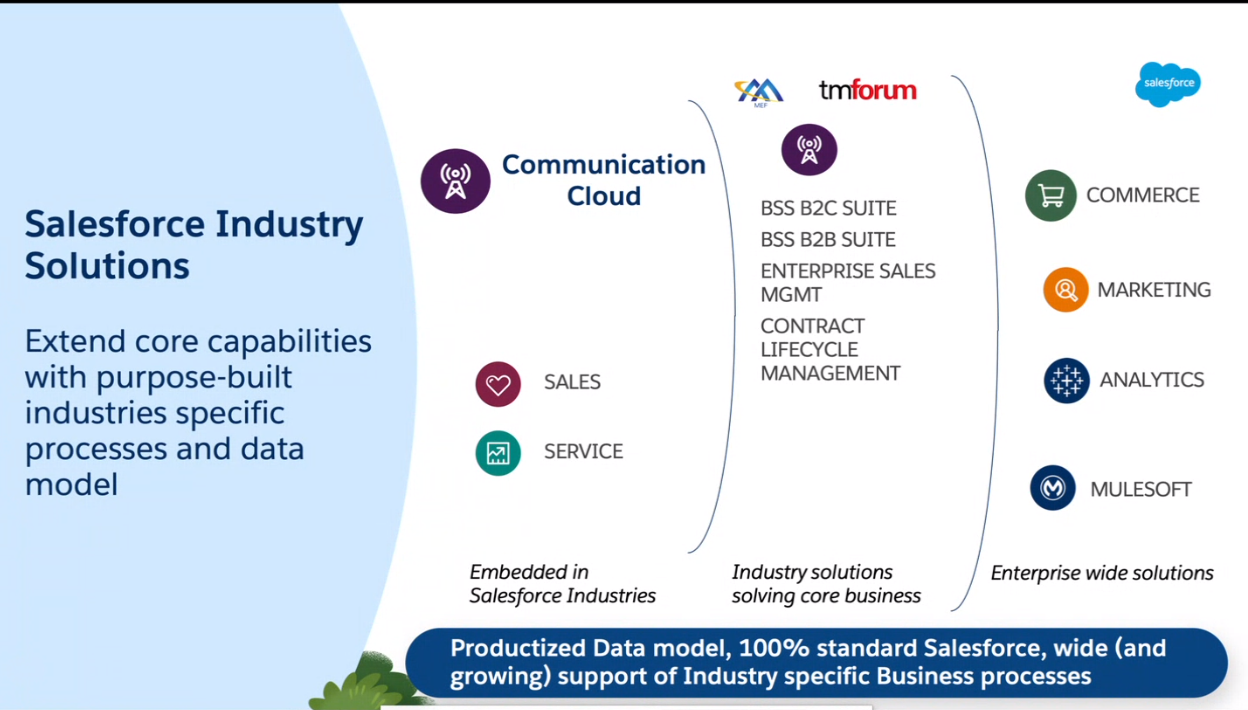 Salesforce Industry
Solutions
Extend core capabilities
with purpose-built
industries specific
processes and data
model
Communication
Cloud
SALES
SERVICE
Embedded in
Salesforce Industries
MEF
tmforum
BSS B2C SUITE
BSS B2B SUITE
ENTERPRISE SALES
MGMT
CONTRACT
LIFECYCLE
MANAGEMENT
Industry solutions
solving core business
salesforce
COMMERCE
MARKETING
ANALYTICS
MULESOFT
Enterprise wide solutions
Productized Data model, 100% standard Salesforce, wide (and
growing) support of Industry specific Business processes